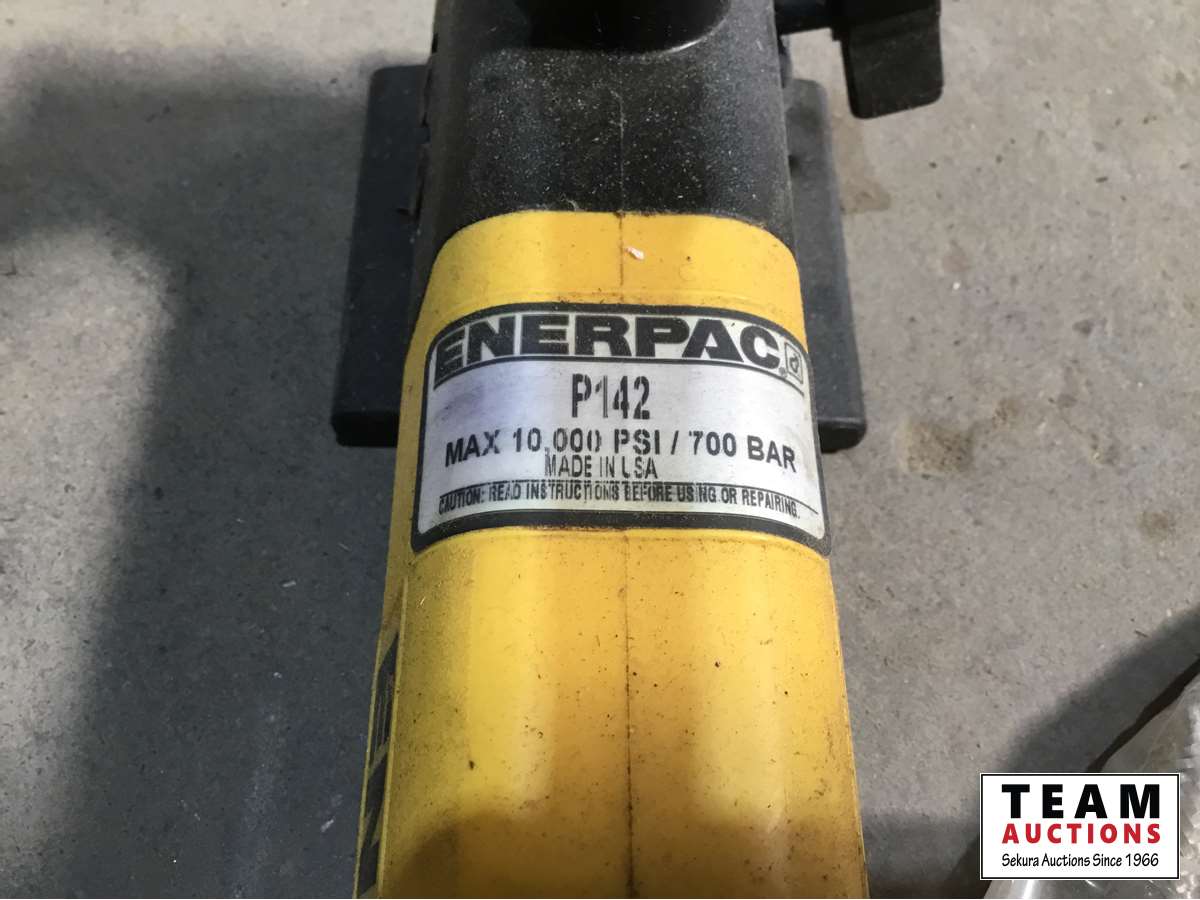 ENERPAC
P142
MAX 10,000 PSI / 700 BAR
MADE IN USA
CAUTION: READ INSTRUCTIONS BEFORE USING OR REPAIRING.
TEAM
AUCTIONS
Sekura Auctions Since 1966